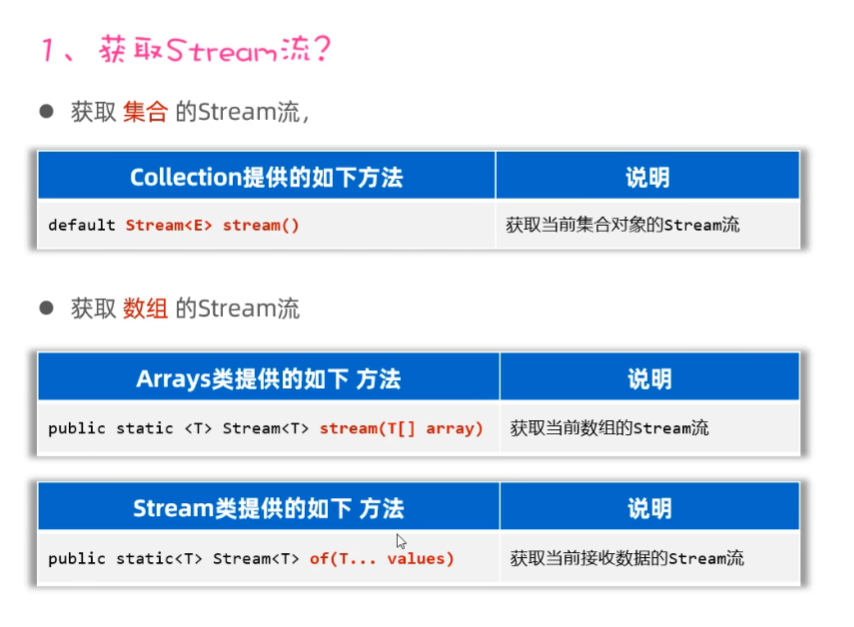 1、获取Stream流?
● 获取 集合 的Stream流,
Collection提供的如下方法 说明
default Stream<E> stream() 获取当前集合对象的Stream流
● 获取 数组 的Stream流
Arrays类提供的如下 方法 说明
public static <T> Stream<T> stream(T[] array) 获取当前数组的Stream流
Stream类提供的如下 方法 说明
public static<T> Stream<T> of(T... values) 获取当前接收数据的Stream流